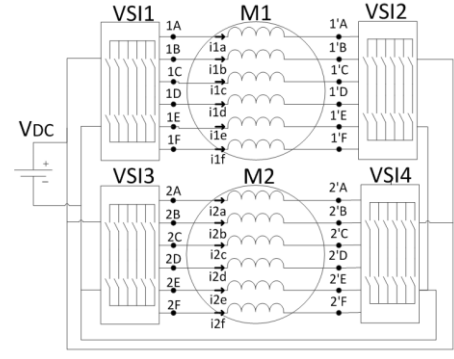 VSI1 M1 VSI2
1A 1'A
i1a
1B 1'B
i1b
1C 1'C
i1c
1D 1'D
i1d
1E 1'E
i1e
1F 1'F
i1f
VDC
+
−
VSI3 M2 VSI4
2A 2'A
i2a
2B 2'B
i2b
2C 2'C
i2c
2D 2'D
i2d
2E 2'E
i2e
2F 2'F
i2f